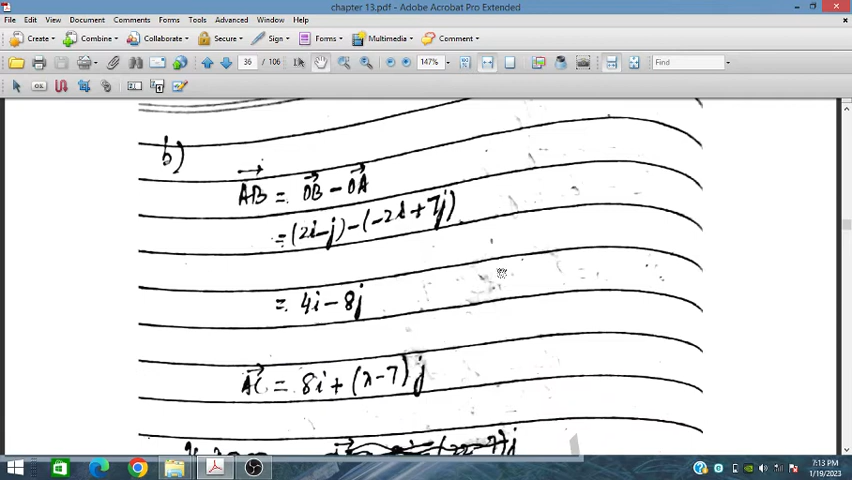 chapter 13.pdf - Adobe Acrobat Pro Extended
File Edit View Document Comments Forms Tools Advanced Window Help
Create Combine Collaborate Secure Sign Forms Multimedia Comment
36 / 106 147% Find
b)
AB = OB - OA
= (2i-j) - (-2i + 7j)
= 4i - 8j
AC = 8i + (λ-7)j
7:13 PM
1/19/2023